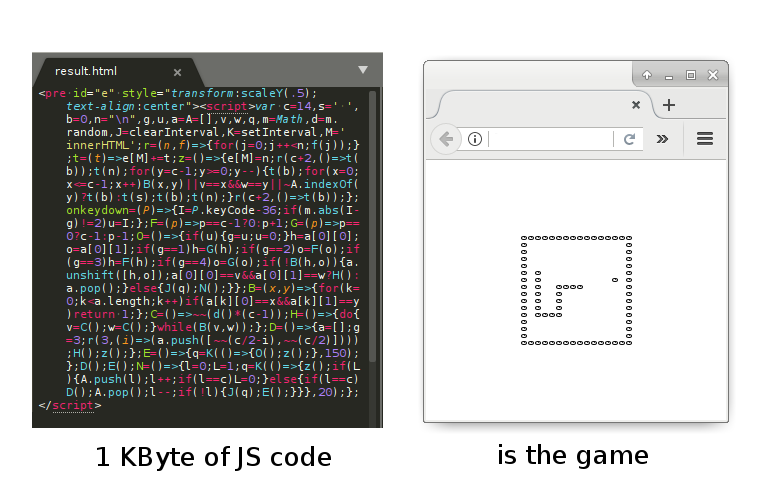 result.html
<pre id="e" style="transform:scaleY(.5);
text-align:center"><script>var c=14,s=' ',
b=0,n="\n",g,u,a=A=[],v,w,q,m=Math,d=m.
random,J=clearInterval,K=setInterval,M='
innerHTML';r=(n,f)=>{for(j=0;j++<n;f(j));}
;t=(t)=>e[M]+=t;z=()=>{e[M]=n;r(c+2,()=>t(
b));t(n);for(y=c-1;y>=0;y--){t(b);for(x=0;
x<=c-1;x++)B(x,y)||v==x&&w==y||~A.indexOf(
y)?t(b):t(s);t(b);t(n);}r(c+2,()=>t(b));};
onkeydown=(P)=>{I=P.keyCode-36;if(m.abs(I-
g)!=2)u=I;};F=(p)=>p==c-1?0:p+1;G=(p)=>p==
0?c-1:p-1;O=()=>{if(u){g=u;u=0;}h=a[0][0];
o=a[0][1];if(g==1)h=G(h);if(g==2)o=F(o);if
(g==3)h=F(h);if(g==4)o=G(o);if(!B(h,o)){a.
unshift([h,o]);a[0][0]==v&&a[0][1]==w?H():
a.pop();}else{J(q);N();}};B=(x,y)=>{for(k=
0;k<a.length;k++)if(a[k][0]==x&&a[k][1]==y
)return 1;};C=()=>~~(d()*(c-1));H=()=>{do{
v=C();w=C();}while(B(v,w));};D=()=>{a=[];g
=3;r(3,(i)=>(a.push([~~(c/2-i),~~(c/2)])))
;H();z();};E=()=>{q=K(()=>{O();z();},150);
};D();E();N=()=>{l=0;L=1;q=K(()=>{z();if(L
){A.push(l);l++;if(l==c)L=0;}else{if(l==c)
D();A.pop();l--;if(!l){J(q);E();}}},20);};
</script>
1 KByte of JS code
is the game